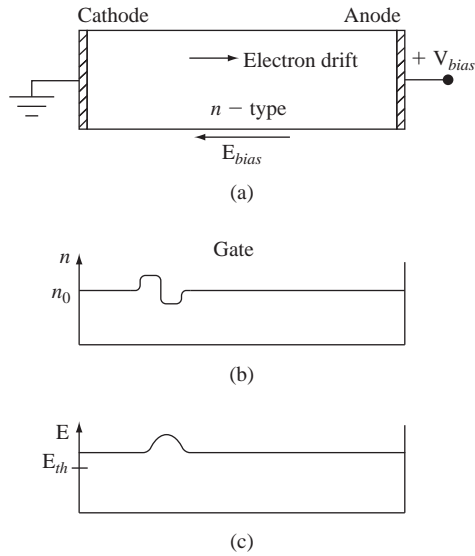 Cathode Anode
Electron drift
+ V_bias
n − type
E_bias
(a)
Gate
n
n_0
(b)
E
E_th
(c)